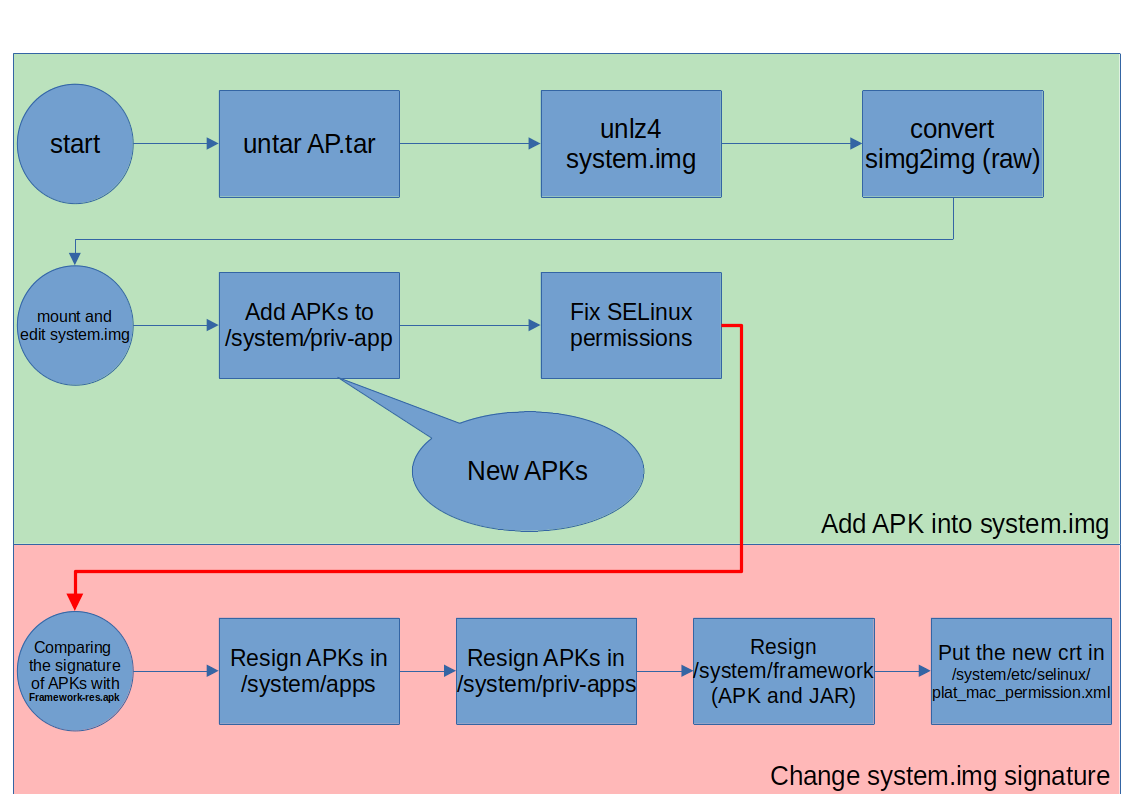 start
untar AP.tar
unlz4
system.img
convert
simg2img (raw)
mount and
edit system.img
Add APKs to
/system/priv-app
Fix SELinux
permissions
New APKs
Add APK into system.img
Comparing
the signature
of APKs with
Framework-res.apk
Resign APKs in
/system/apps
Resign APKs in
/system/priv-apps
Resign
/system/framework
(APK and JAR)
Put the new crt in
/system/etc/selinux/
plat_mac_permission.xml
Change system.img signature